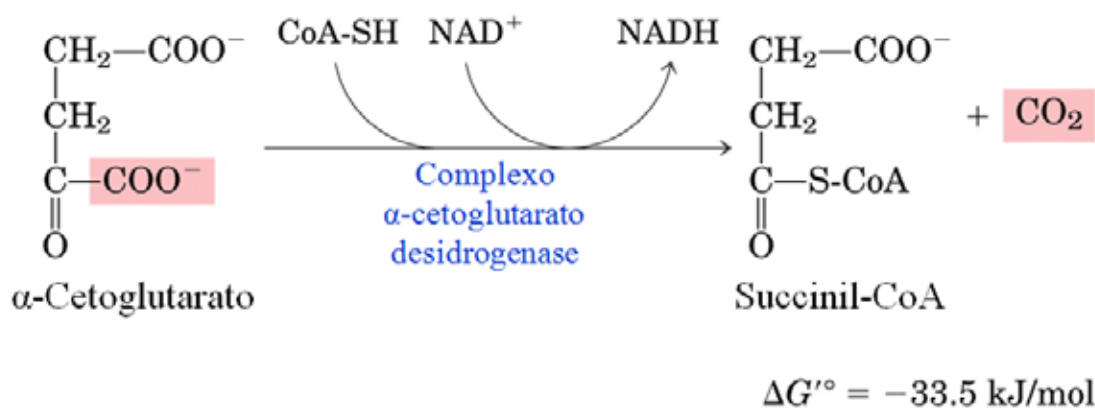 CH₂—COO⁻ CoA-SH NAD⁺ NADH CH₂—COO⁻
CH₂ CH₂ + CO₂
C—COO⁻ Complexo C—S-CoA
O α-cetoglutarato O
desidrogenase
α-Cetoglutarato Succinil-CoA
ΔG′° = −33.5 kJ/mol